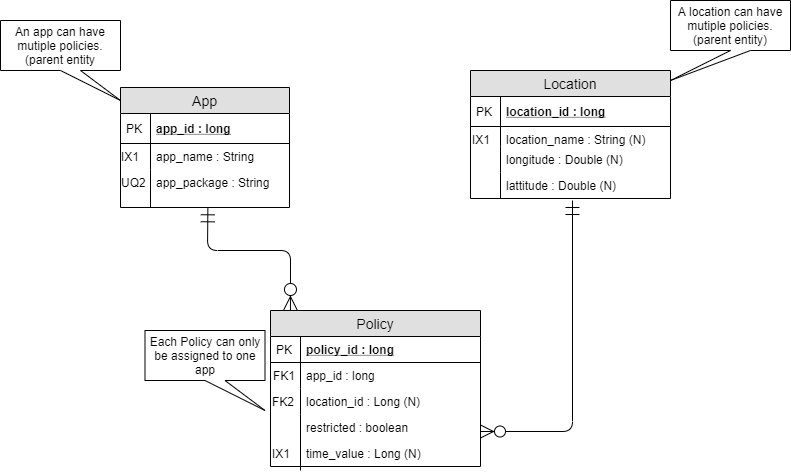 An app can have
mutiple policies.
(parent entity
A location can have
mutiple policies.
(parent entity)
App
PK app_id : long
IX1 app_name : String
UQ2 app_package : String
Location
PK location_id : long
IX1 location_name : String (N)
longitude : Double (N)
lattitude : Double (N)
Each Policy can only
be assigned to one
app
Policy
PK policy_id : long
FK1 app_id : long
FK2 location_id : Long (N)
restricted : boolean
IX1 time_value : Long (N)